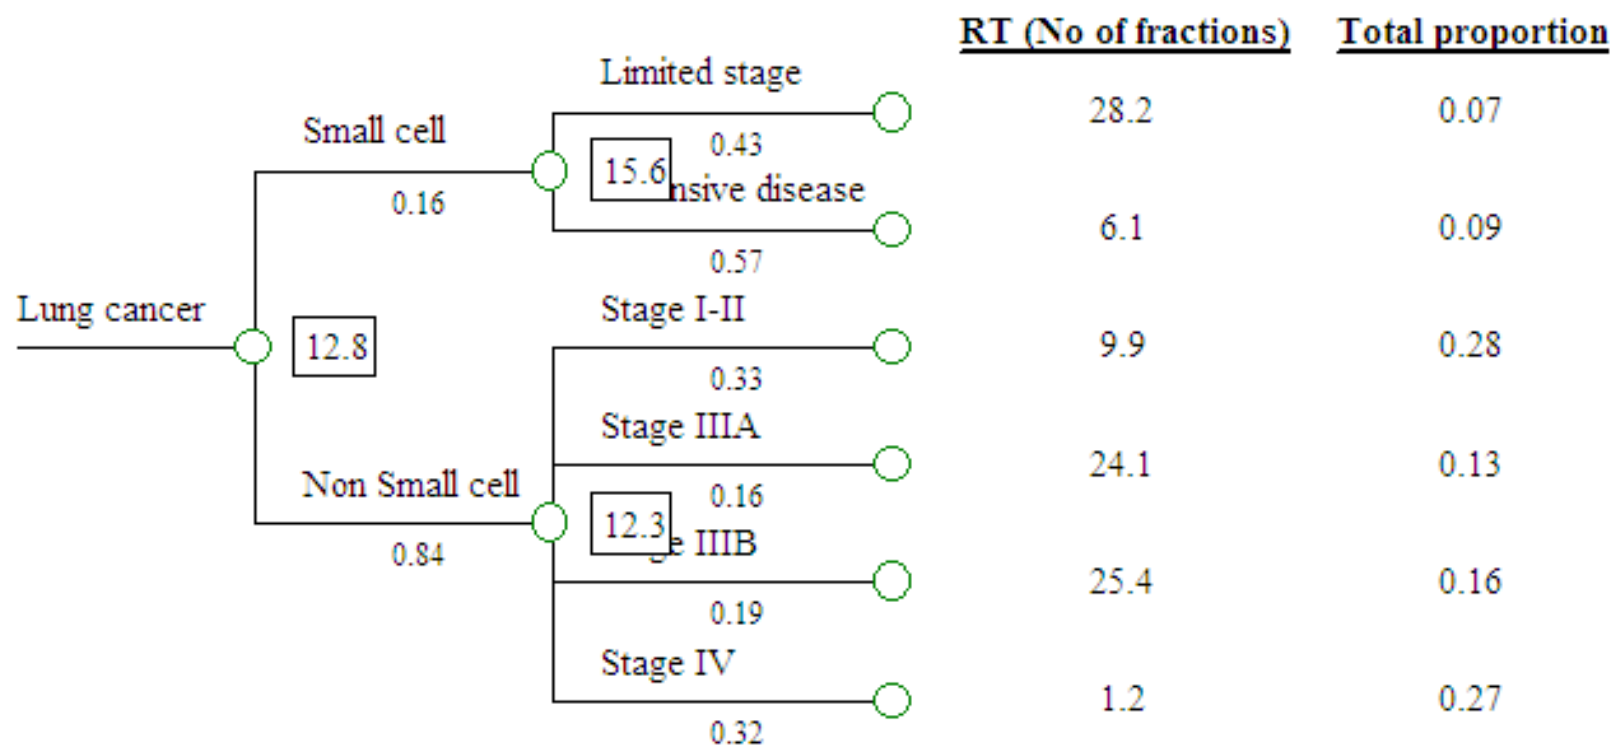 RT (No of fractions) Total proportion
Limited stage
28.2 0.07
Small cell
0.43
15.6
nsive disease
0.16
6.1 0.09
0.57
Lung cancer
Stage I-II
12.8
9.9 0.28
0.33
Stage IIIA
24.1 0.13
Non Small cell
0.16
12.3
e IIIB
0.84
25.4 0.16
0.19
Stage IV
1.2 0.27
0.32